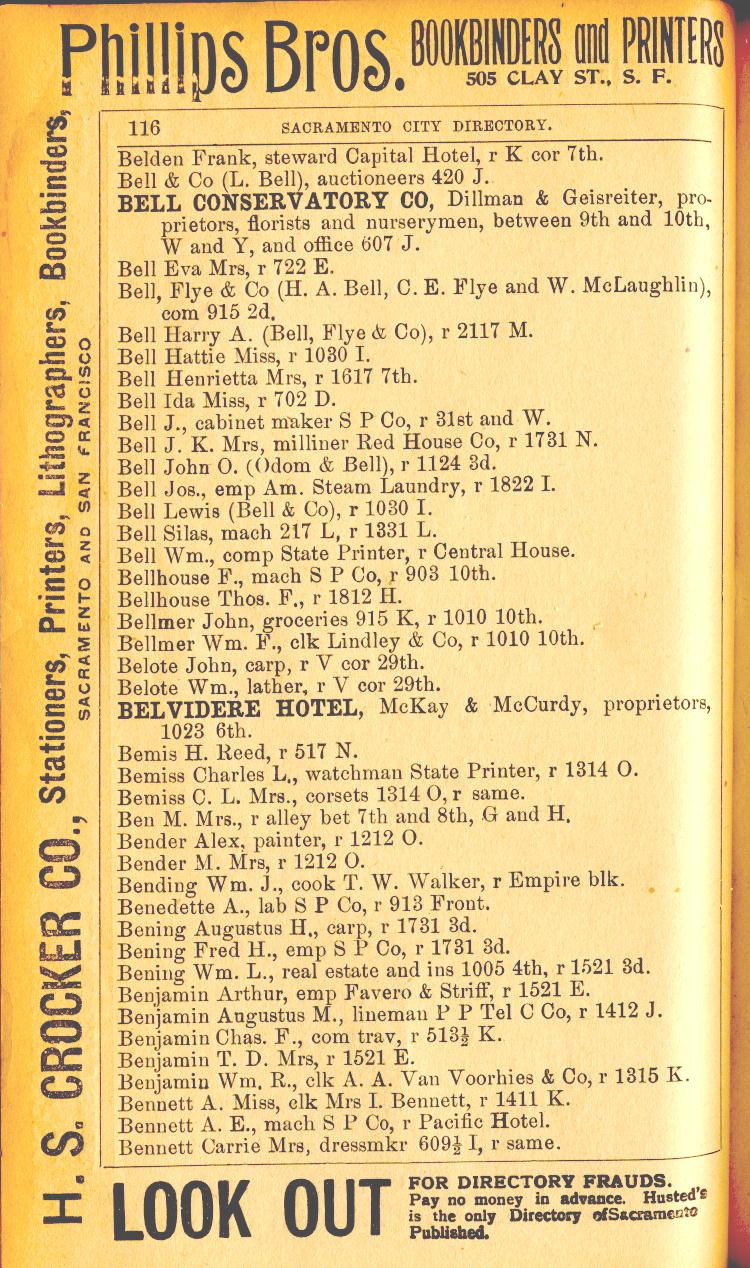 Phillips Bros. BOOKBINDERS and PRINTERS
505 CLAY ST., S. F.
116 SACRAMENTO CITY DIRECTORY.
Belden Frank, steward Capital Hotel, r K cor 7th.
Bell & Co (L. Bell), auctioneers 420 J.
BELL CONSERVATORY CO, Dillman & Geisreiter, pro-
prietors, florists and nurserymen, between 9th and 10th,
W and Y, and office 607 J.
Bell Eva Mrs, r 722 E.
Bell, Flye & Co (H. A. Bell, C. E. Flye and W. McLaughlin),
com 915 2d.
Bell Harry A. (Bell, Flye & Co), r 2117 M.
Bell Hattie Miss, r 1030 I.
Bell Henrietta Mrs, r 1617 7th.
Bell Ida Miss, r 702 D.
Bell J., cabinet maker S P Co, r 31st and W.
Bell J. K. Mrs, milliner Red House Co, r 1731 N.
Bell John O. (Odom & Bell), r 1124 3d.
Bell Jos., emp Am. Steam Laundry, r 1822 I.
Bell Lewis (Bell & Co), r 1030 I.
Bell Silas, mach 217 L, r 1331 L.
Bell Wm., comp State Printer, r Central House.
Bellhouse F., mach S P Co, r 903 10th.
Bellhouse Thos. F., r 1812 H.
Bellmer John, groceries 915 K, r 1010 10th.
Bellmer Wm. F., clk Lindley & Co, r 1010 10th.
Belote John, carp, r V cor 29th.
Belote Wm., lather, r V cor 29th.
BELVIDERE HOTEL, McKay & McCurdy, proprietors,
1023 6th.
Bemis H. Reed, r 517 N.
Bemiss Charles L., watchman State Printer, r 1314 O.
Bemiss C. L. Mrs., corsets 1314 O, r same.
Ben M. Mrs., r alley bet 7th and 8th, G and H.
Bender Alex, painter, r 1212 O.
Bender M. Mrs, r 1212 O.
Bending Wm. J., cook T. W. Walker, r Empire blk.
Benedette A., lab S P Co, r 913 Front.
Bening Augustus H., carp, r 1731 3d.
Bening Fred H., emp S P Co, r 1731 3d.
Bening Wm. L., real estate and ins 1005 4th, r 1521 3d.
Benjamin Arthur, emp Favero & Striff, r 1521 E.
Benjamin Augustus M., lineman P P Tel C Co, r 1412 J.
Benjamin Chas. F., com trav, r 513½ K.
Benjamin T. D. Mrs, r 1521 E.
Benjamin Wm. R., clk A. A. Van Voorhies & Co, r 1315 K.
Bennett A. Miss, clk Mrs I. Bennett, r 1411 K.
Bennett A. E., mach S P Co, r Pacific Hotel.
Bennett Carrie Mrs, dressmkr 609½ I, r same.
H. S. CROCKER CO., Stationers, Printers, Lithographers, Bookbinders,
SACRAMENTO AND SAN FRANCISCO
LOOK OUT FOR DIRECTORY FRAUDS.
Pay no money in advance. Husted's
is the only Directory of Sacramento
Published.